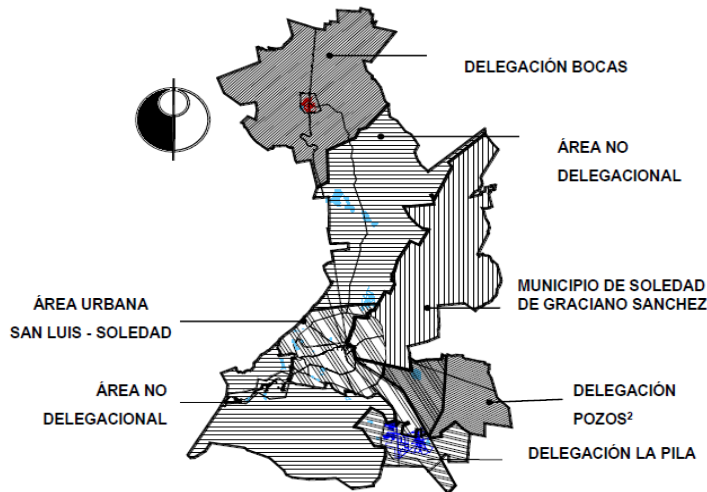 DELEGACIÓN BOCAS
ÁREA NO
DELEGACIONAL
MUNICIPIO DE SOLEDAD
DE GRACIANO SANCHEZ
ÁREA URBANA
SAN LUIS - SOLEDAD
ÁREA NO
DELEGACIONAL
DELEGACIÓN
POZOS²
DELEGACIÓN LA PILA